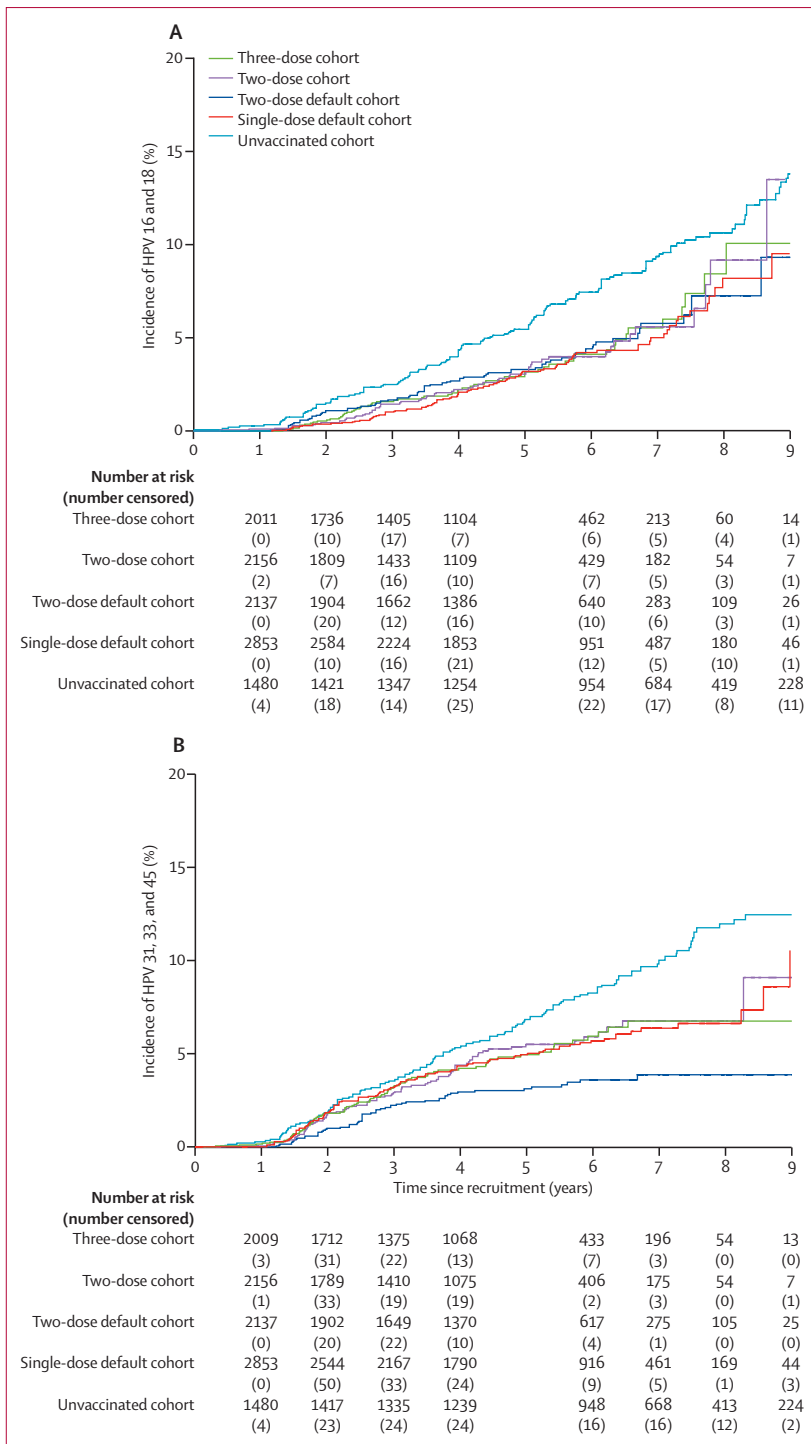 A
20
15
10
5
0
Incidence of HPV 16 and 18 (%)
Three-dose cohort
Two-dose cohort
Two-dose default cohort
Single-dose default cohort
Unvaccinated cohort
0 1 2 3 4 5 6 7 8 9
Number at risk
(number censored)
Three-dose cohort 2011 1736 1405 1104 462 213 60 14
(0) (10) (17) (7) (6) (5) (4) (1)
Two-dose cohort 2156 1809 1433 1109 429 182 54 7
(2) (7) (16) (10) (7) (5) (3) (1)
Two-dose default cohort 2137 1904 1662 1386 640 283 109 26
(0) (20) (12) (16) (10) (6) (3) (1)
Single-dose default cohort 2853 2584 2224 1853 951 487 180 46
(0) (10) (16) (21) (12) (5) (10) (1)
Unvaccinated cohort 1480 1421 1347 1254 954 684 419 228
(4) (18) (14) (25) (22) (17) (8) (11)
B
20
15
10
5
0
Incidence of HPV 31, 33, and 45 (%)
0 1 2 3 4 5 6 7 8 9
Time since recruitment (years)
Number at risk
(number censored)
Three-dose cohort 2009 1712 1375 1068 433 196 54 13
(3) (31) (22) (13) (7) (3) (0) (0)
Two-dose cohort 2156 1789 1410 1075 406 175 54 7
(1) (33) (19) (19) (2) (3) (0) (1)
Two-dose default cohort 2137 1902 1649 1370 617 275 105 25
(0) (20) (22) (10) (4) (1) (0) (0)
Single-dose default cohort 2853 2544 2167 1790 916 461 169 44
(0) (50) (33) (24) (9) (5) (1) (3)
Unvaccinated cohort 1480 1417 1335 1239 948 668 413 224
(4) (23) (24) (24) (16) (16) (12) (2)